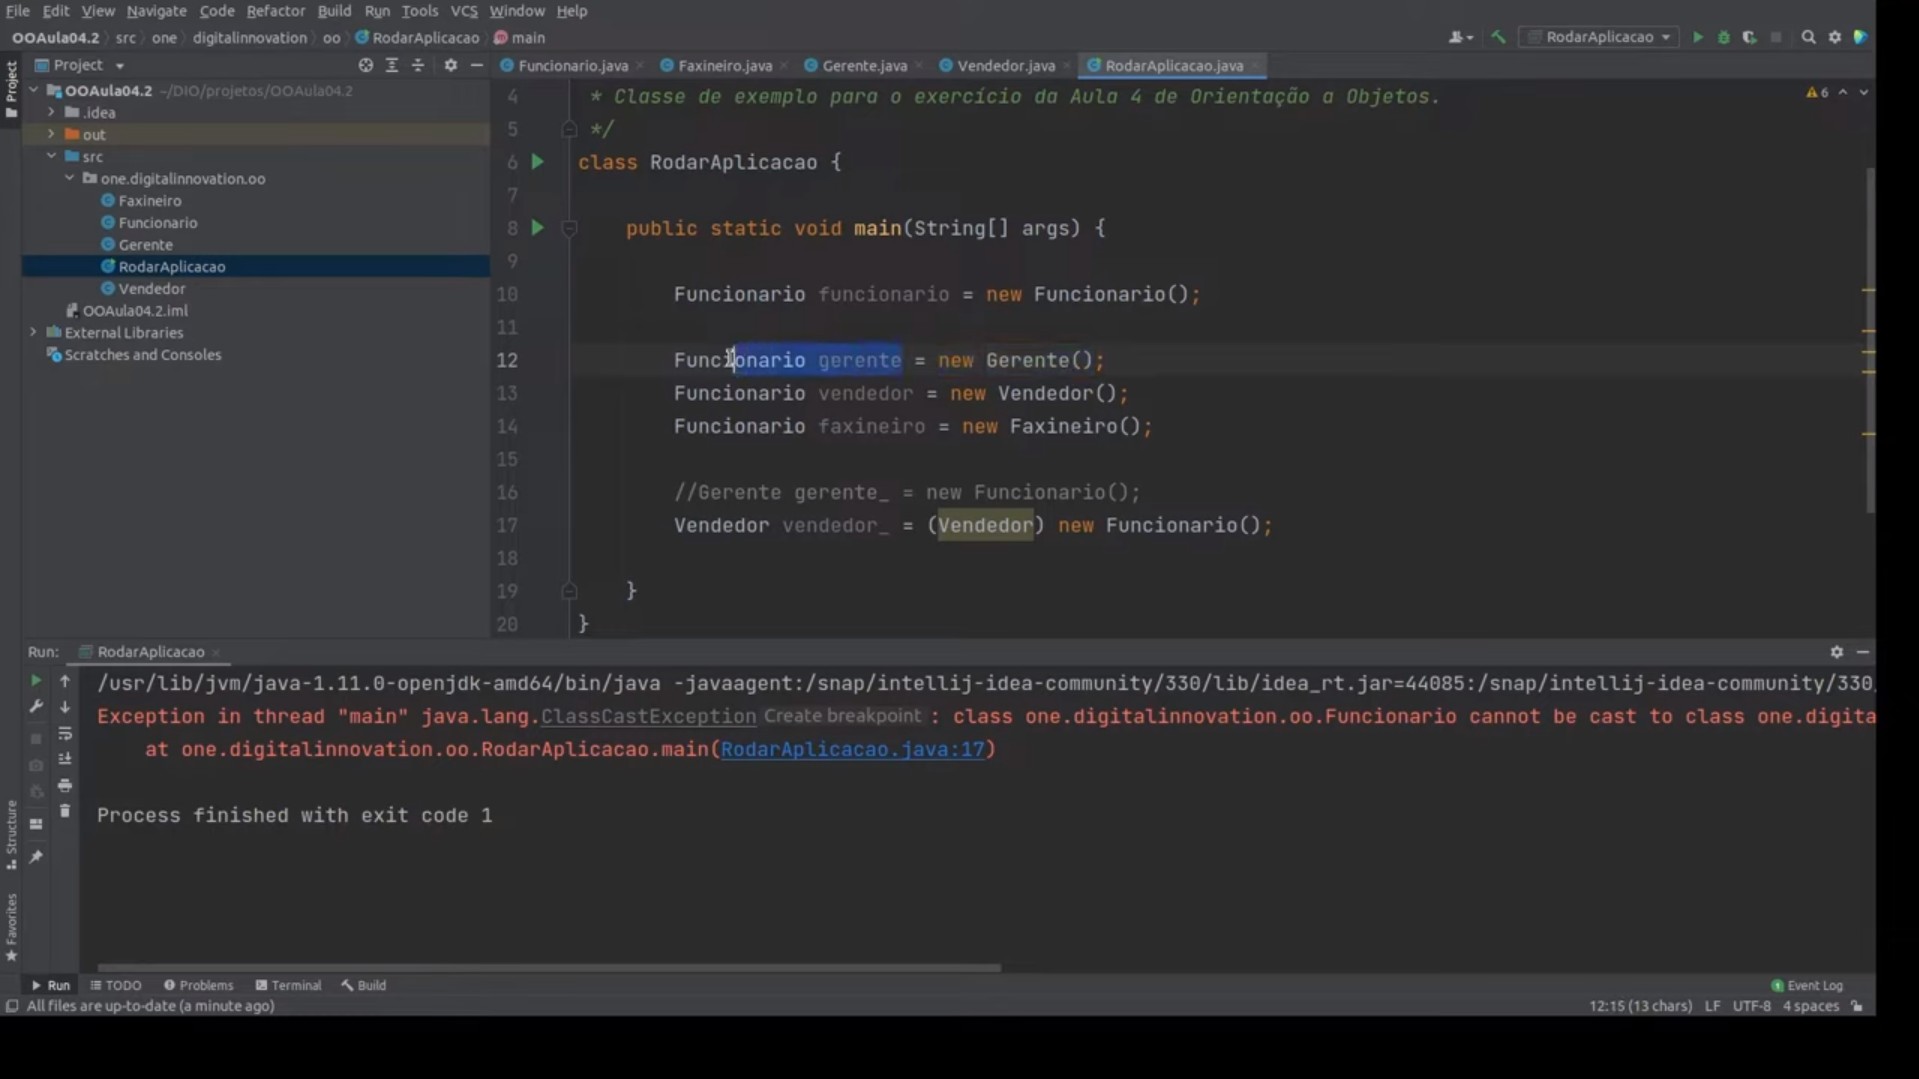 File Edit View Navigate Code Refactor Build Run Tools VCS Window Help
OOAula04.2 src one digitalinnovation oo RodarAplicacao main RodarAplicacao
Project Funcionario.java Faxineiro.java Gerente.java Vendedor.java RodarAplicacao.java
Project
OOAula04.2 ~/DIO/projetos/OOAula04.2
.idea
out
src
one.digitalinnovation.oo
Faxineiro
Funcionario
Gerente
RodarAplicacao
Vendedor
OOAula04.2.iml
External Libraries
Scratches and Consoles
6
4 * Classe de exemplo para o exercício da Aula 4 de Orientação a Objetos.
5 */
6 class RodarAplicacao {
7
8 public static void main(String[] args) {
9
10 Funcionario funcionario = new Funcionario();
11
12 Funcionario gerente = new Gerente();
13 Funcionario vendedor = new Vendedor();
14 Funcionario faxineiro = new Faxineiro();
15
16 //Gerente gerente_ = new Funcionario();
17 Vendedor vendedor_ = (Vendedor) new Funcionario();
18
19 }
20 }
Run: RodarAplicacao
/usr/lib/jvm/java-1.11.0-openjdk-amd64/bin/java -javaagent:/snap/intellij-idea-community/330/lib/idea_rt.jar=44085:/snap/intellij-idea-community/330
Exception in thread "main" java.lang.ClassCastException Create breakpoint : class one.digitalinnovation.oo.Funcionario cannot be cast to class one.digita
at one.digitalinnovation.oo.RodarAplicacao.main(RodarAplicacao.java:17)
Process finished with exit code 1
Structure
Favorites
Run TODO Problems Terminal Build 1 Event Log
All files are up-to-date (a minute ago) 12:15 (13 chars) LF UTF-8 4 spaces